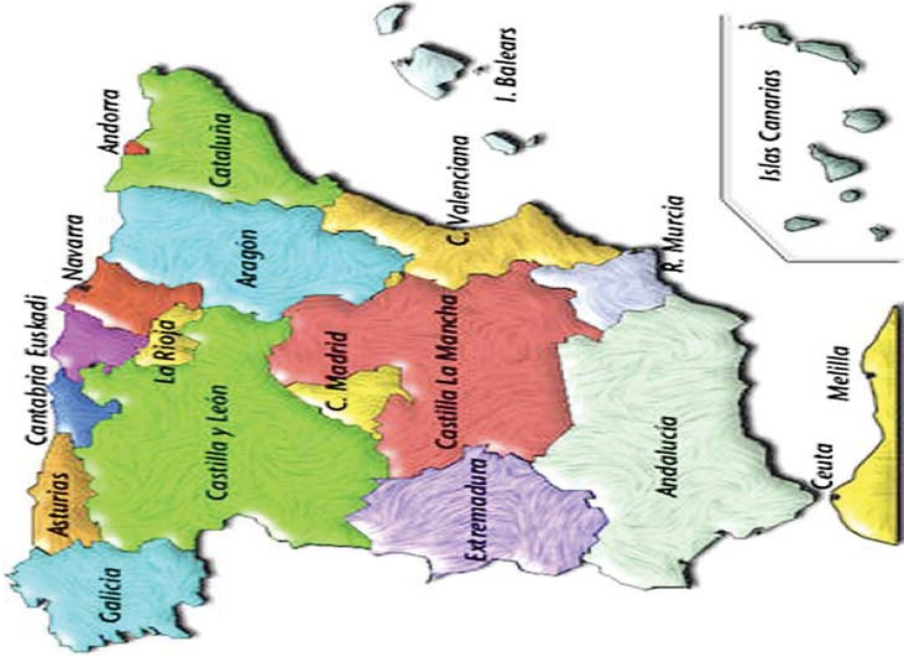 Galicia
Asturias
Cantabria
Euskadi
Navarra
Andorra
La Rioja
Castilla y León
Aragón
Cataluña
C. Madrid
C. Valenciana
I. Balears
Extremadura
Castilla La Mancha
R. Murcia
Andalucía
Ceuta
Melilla
Islas Canarias